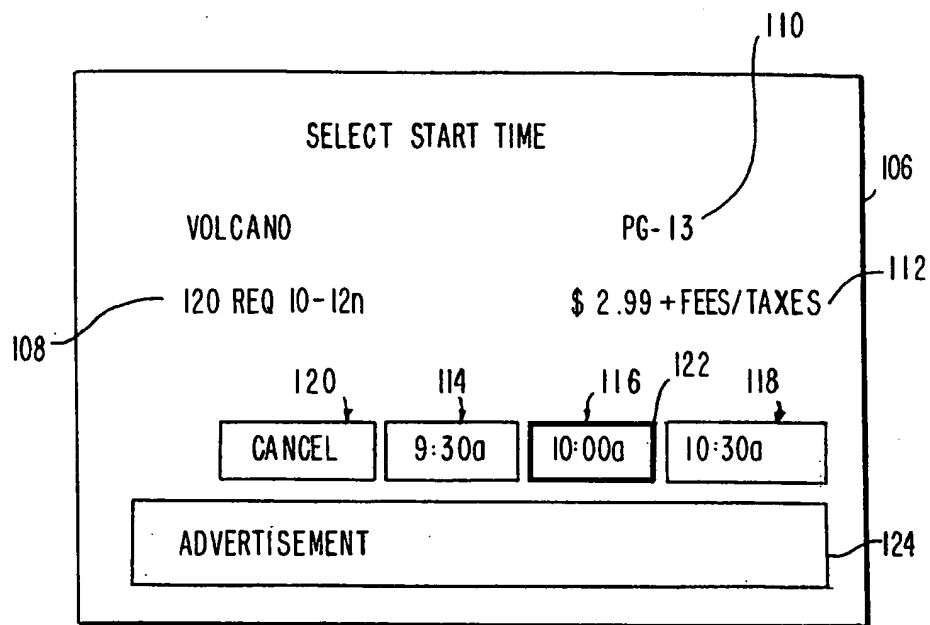 110
SELECT START TIME
106
VOLCANO PG-13
112
120 REQ 10-12n $ 2.99 + FEES/TAXES
108
120 114 116 122 118
CANCEL 9:30a 10:00a 10:30a
ADVERTISEMENT
124